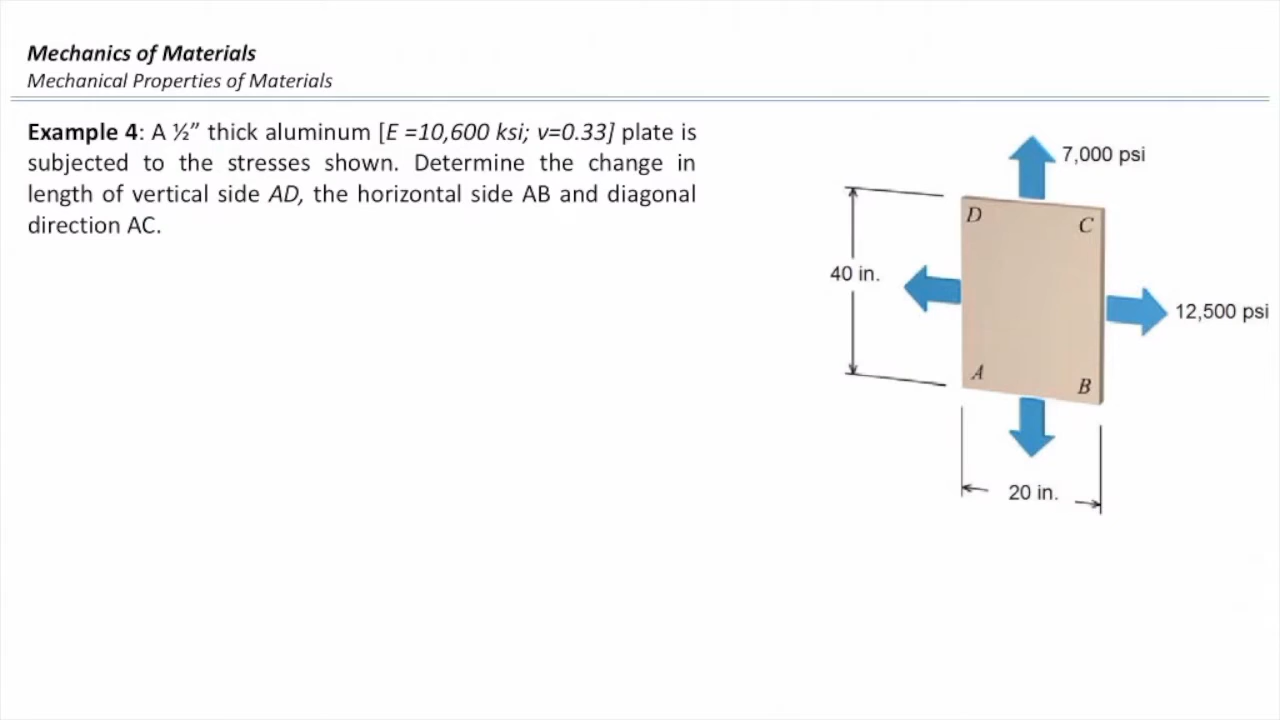 Mechanics of Materials
Mechanical Properties of Materials
Example 4: A ½” thick aluminum [E =10,600 ksi; v=0.33] plate is
subjected to the stresses shown. Determine the change in
length of vertical side AD, the horizontal side AB and diagonal
direction AC.
7,000 psi
D
C
40 in.
12,500 psi
A
B
20 in.